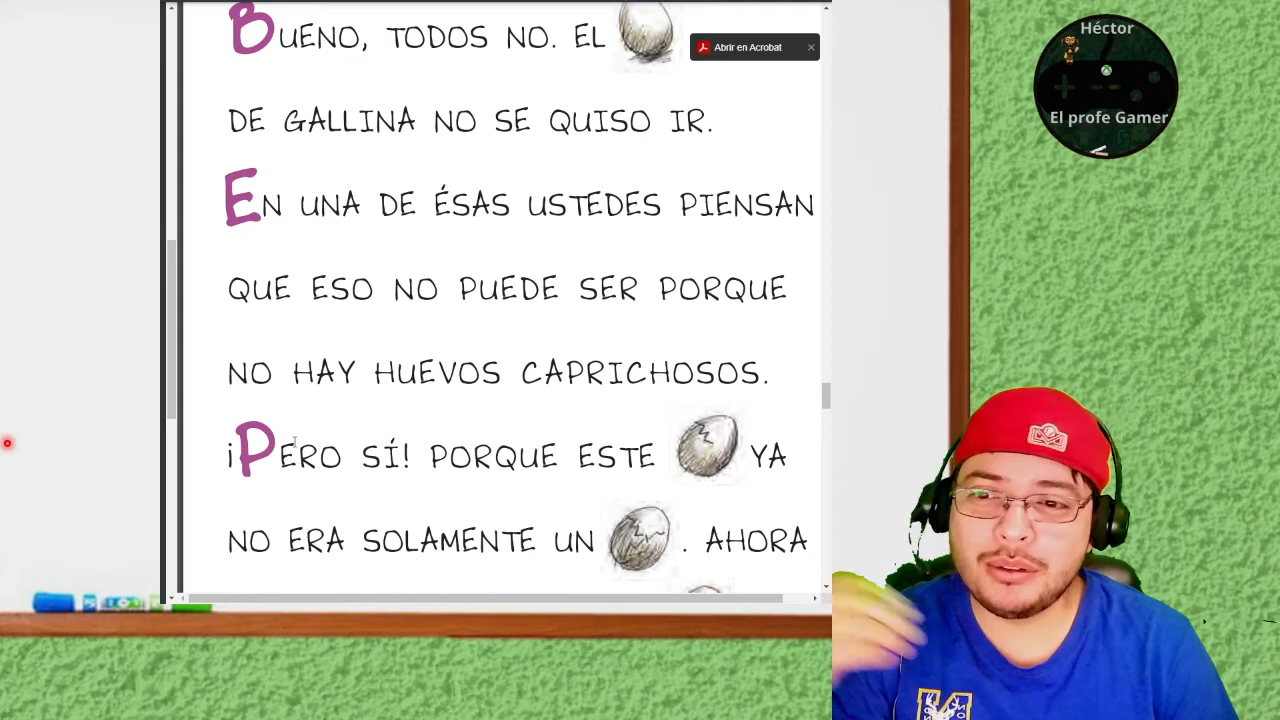 BUENO, TODOS NO. EL
DE GALLINA NO SE QUISO IR.
EN UNA DE ÉSAS USTEDES PIENSAN
QUE ESO NO PUEDE SER PORQUE
NO HAY HUEVOS CAPRICHOSOS.
¡PERO SÍ! PORQUE ESTE YA
NO ERA SOLAMENTE UN . AHORA
Abrir en Acrobat
Héctor
El profe Gamer